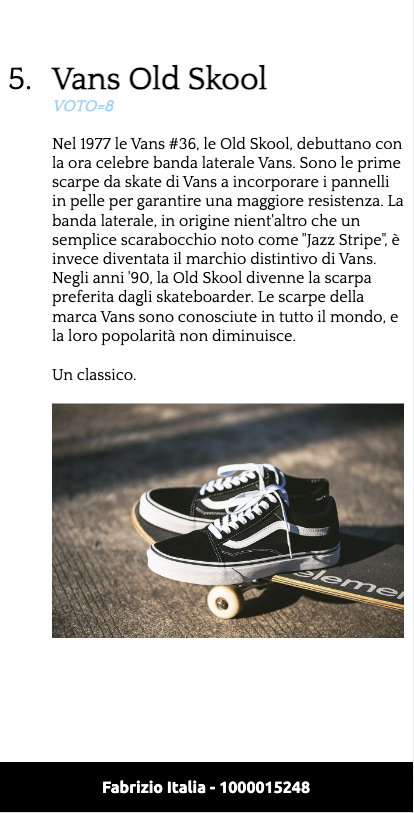 5. Vans Old Skool
VOTO=8
Nel 1977 le Vans #36, le Old Skool, debuttano con
la ora celebre banda laterale Vans. Sono le prime
scarpe da skate di Vans a incorporare i pannelli
in pelle per garantire una maggiore resistenza. La
banda laterale, in origine nient'altro che un
semplice scarabocchio noto come "Jazz Stripe", è
invece diventata il marchio distintivo di Vans.
Negli anni '90, la Old Skool divenne la scarpa
preferita dagli skateboarder. Le scarpe della
marca Vans sono conosciute in tutto il mondo, e
la loro popolarità non diminuisce.
Un classico.
elemen
Fabrizio Italia - 1000015248